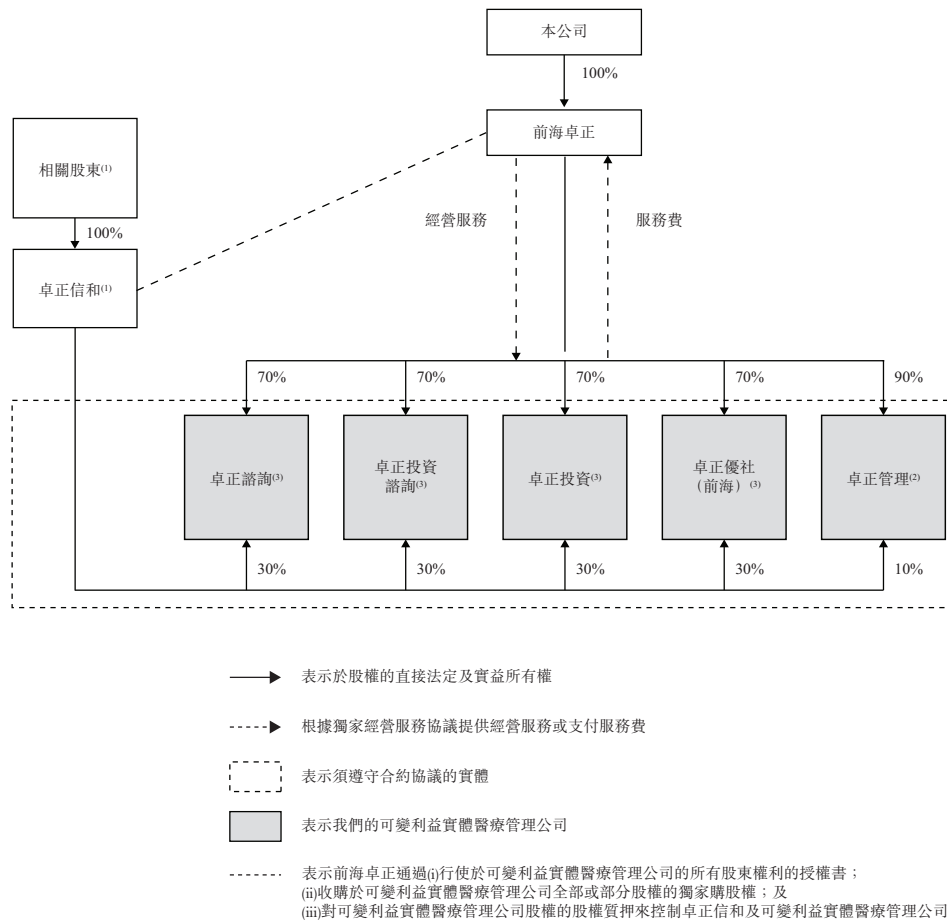 本公司
100%
前海卓正
相關股東(1)
100%
卓正信和(1)
經營服務
服務費
70%
70%
70%
70%
90%
卓正諮詢(3)
卓正投資
諮詢(3)
卓正投資(3)
卓正優社
（前海）(3)
卓正管理(2)
30%
30%
30%
30%
10%
表示於股權的直接法定及實益所有權
根據獨家經營服務協議提供經營服務或支付服務費
表示須遵守合約協議的實體
表示我們的可變利益實體醫療管理公司
表示前海卓正通過(i)行使於可變利益實體醫療管理公司的所有股東權利的授權書；
(ii)收購於可變利益實體醫療管理公司全部或部分股權的獨家購股權；及
(iii)對可變利益實體醫療管理公司股權的股權質押來控制卓正信和及可變利益實體醫療管理公司